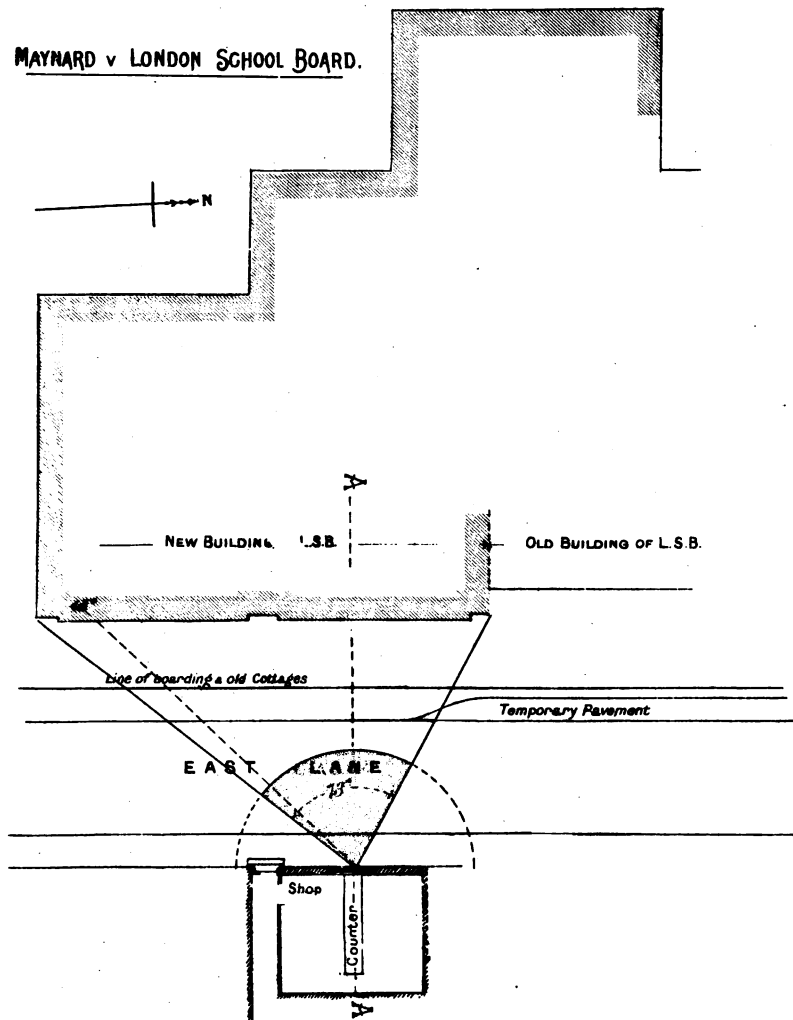 MAYNARD v LONDON SCHOOL BOARD.
N
A
NEW BUILDING. L.S.B.
OLD BUILDING OF L.S.B.
Line of boarding & old Cottages
Temporary Pavement
EAST LANE
73°
Shop
Counter
A